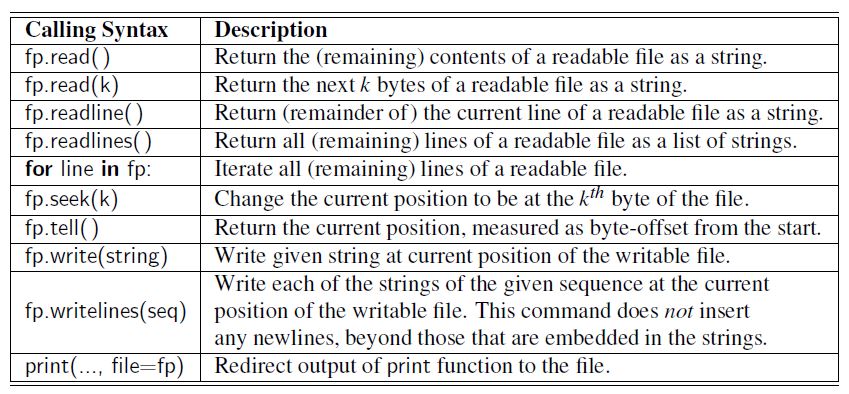 Calling Syntax Description
fp.read() Return the (remaining) contents of a readable file as a string.
fp.read(k) Return the next k bytes of a readable file as a string.
fp.readline() Return (remainder of) the current line of a readable file as a string.
fp.readlines() Return all (remaining) lines of a readable file as a list of strings.
for line in fp: Iterate all (remaining) lines of a readable file.
fp.seek(k) Change the current position to be at the kth byte of the file.
fp.tell() Return the current position, measured as byte-offset from the start.
fp.write(string) Write given string at current position of the writable file.
Write each of the strings of the given sequence at the current
fp.writelines(seq) position of the writable file. This command does not insert
any newlines, beyond those that are embedded in the strings.
print(..., file=fp) Redirect output of print function to the file.